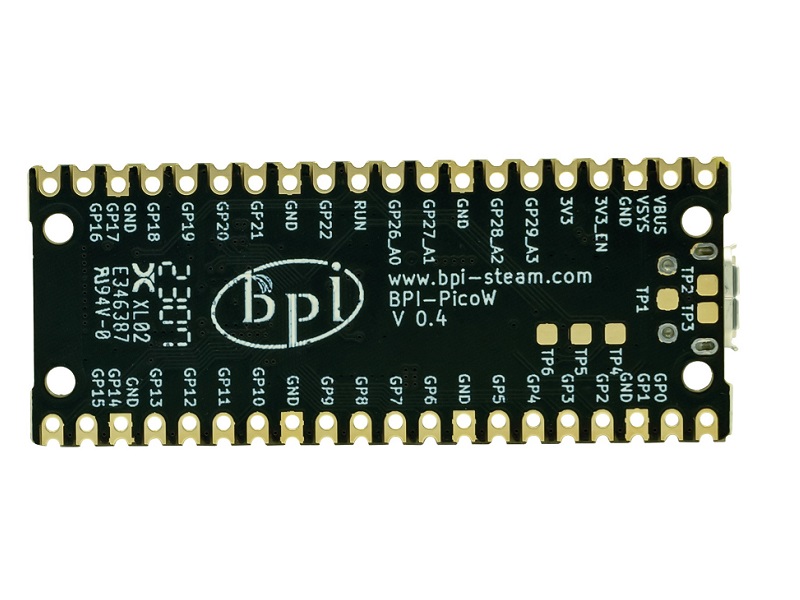 GP16
GP17
GND
GP18
GP19
GP20
GP21
GND
GP22
RUN
GP26_A0
GP27_A1
GND
GP28_A2
GP29_A3
3V3
3V3_EN
GND
VSYS
VBUS
94V-0
E346387
XL02
2307
bpi
www.bpi-steam.com
BPI-PicoW
V 0.4
TP1
TP2
TP3
TP6
TP5
TP4
GP15
GP14
GND
GP13
GP12
GP11
GP10
GND
GP9
GP8
GP7
GP6
GND
GP5
GP4
GP3
GP2
GND
GP1
GP0